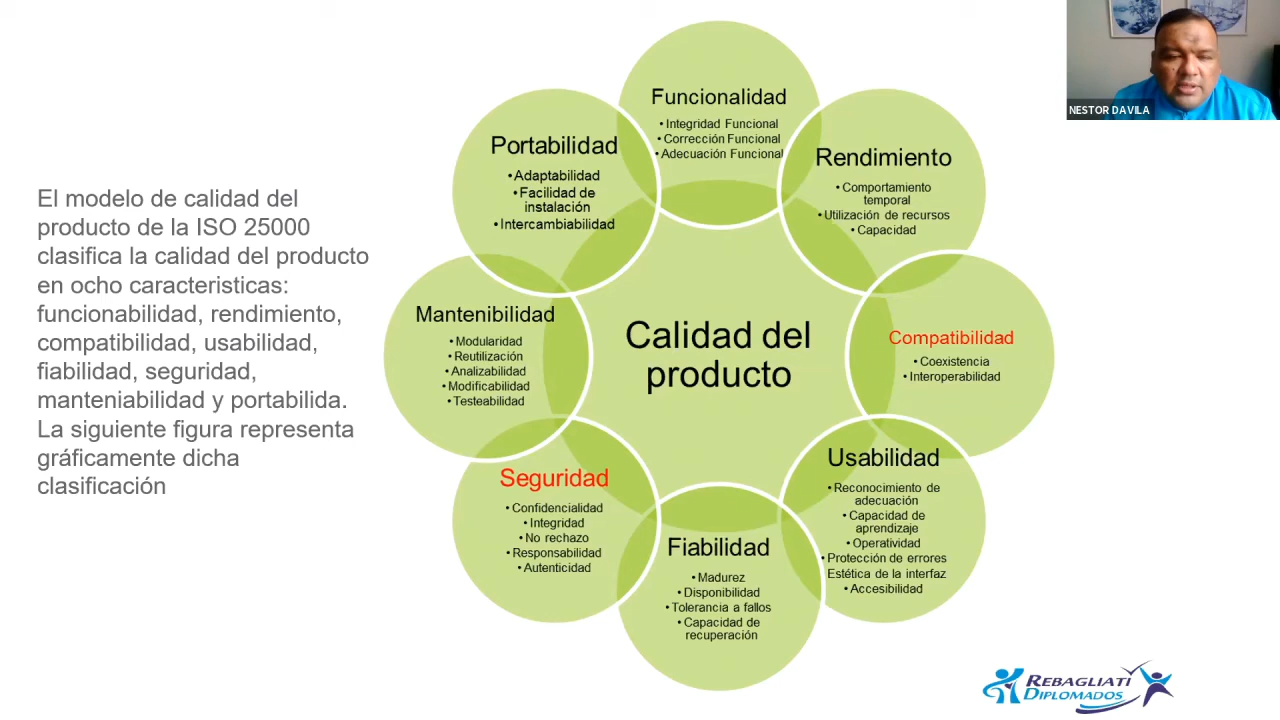 El modelo de calidad del
producto de la ISO 25000
clasifica la calidad del producto
en ocho caracteristicas:
funcionabilidad, rendimiento,
compatibilidad, usabilidad,
fiabilidad, seguridad,
manteniabilidad y portabilida.
La siguiente figura representa
gráficamente dicha
clasificación
Calidad del
producto
Funcionalidad
• Integridad Funcional
• Corrección Funcional
• Adecuación Funcional
Rendimiento
• Comportamiento
temporal
• Utilización de recursos
• Capacidad
Compatibilidad
• Coexistencia
• Interoperabilidad
Usabilidad
• Reconocimiento de
adecuación
• Capacidad de
aprendizaje
• Operatividad
• Protección de errores
Estética de la interfaz
• Accesibilidad
Fiabilidad
• Madurez
• Disponibilidad
• Tolerancia a fallos
• Capacidad de
recuperación
Seguridad
• Confidencialidad
• Integridad
• No rechazo
• Responsabilidad
• Autenticidad
Mantenibilidad
• Modularidad
• Reutilización
• Analizabilidad
• Modificabilidad
• Testeabilidad
Portabilidad
• Adaptabilidad
• Facilidad de
instalación
• Intercambiabilidad
NESTOR DAVILA
REBAGLIATI
DIPLOMADOS